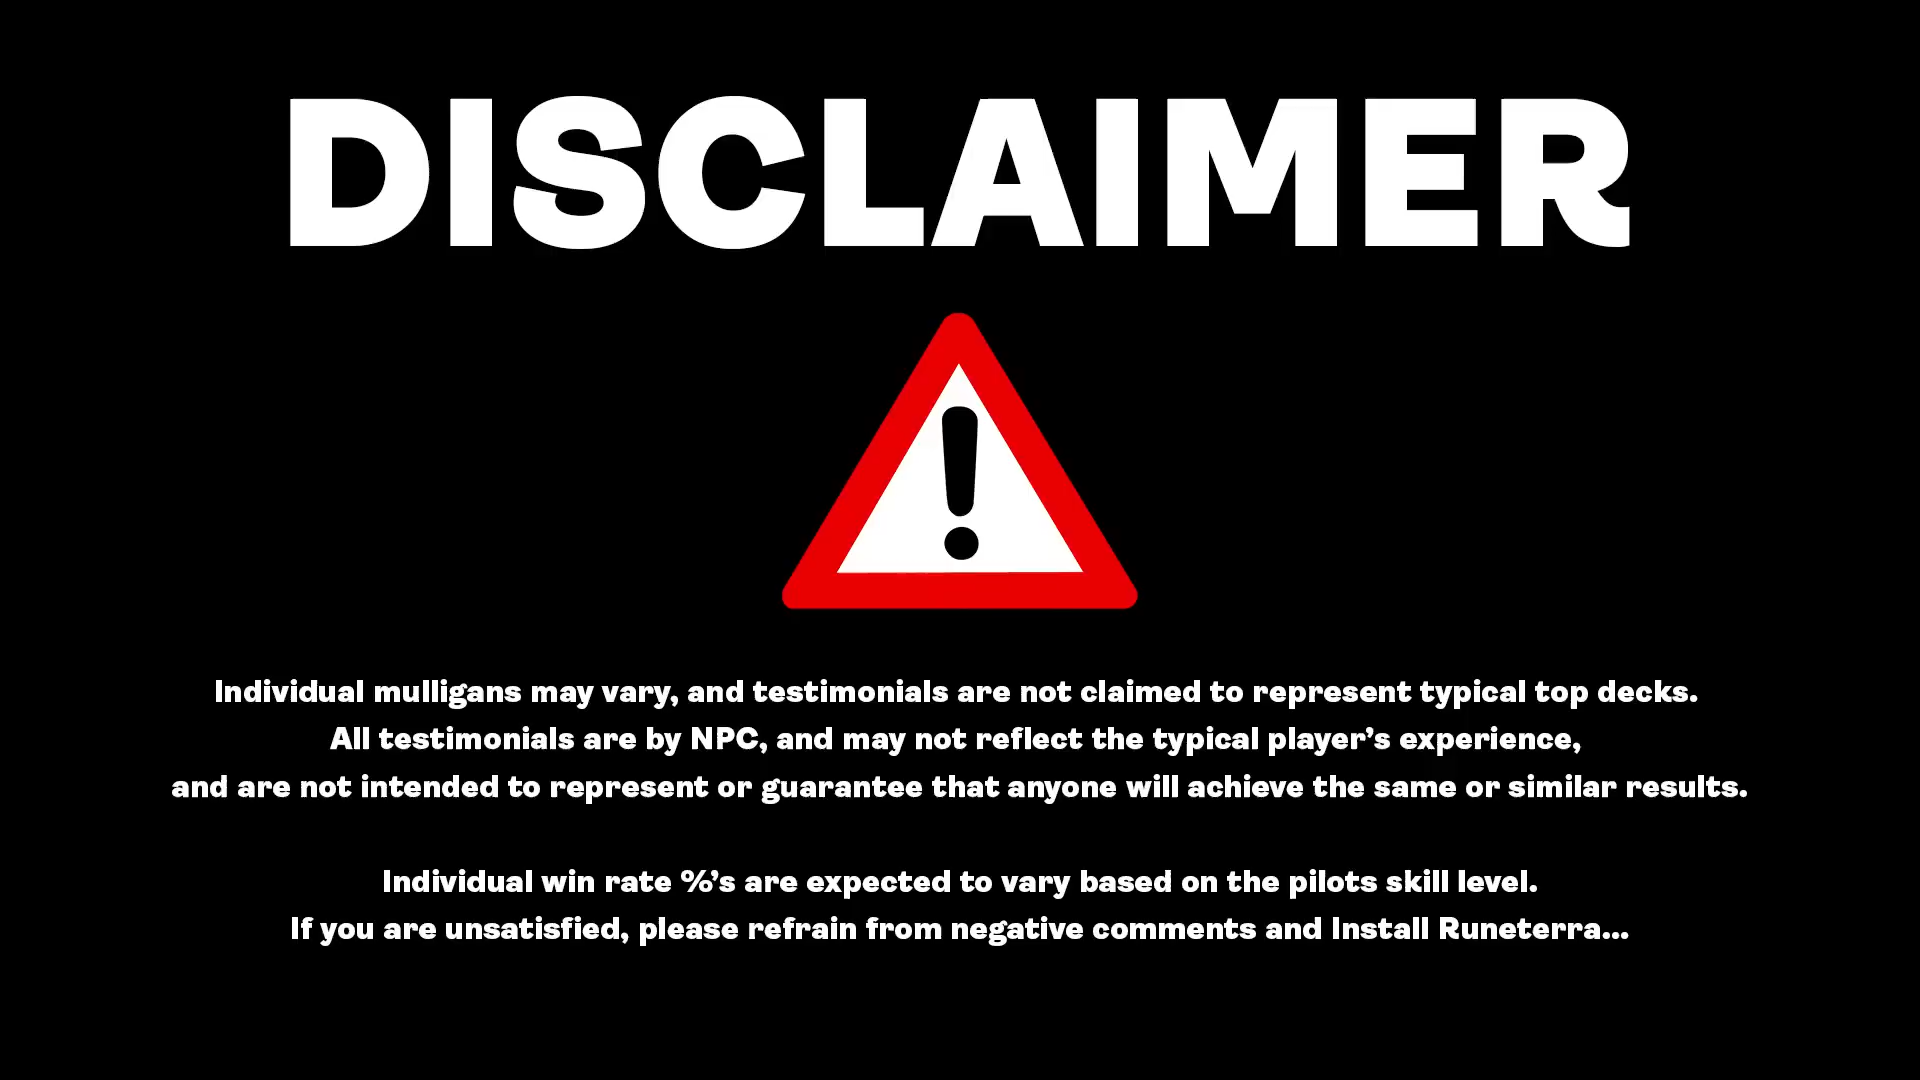 DISCLAIMER
Individual mulligans may vary, and testimonials are not claimed to represent typical top decks.
All testimonials are by NPC, and may not reflect the typical player’s experience,
and are not intended to represent or guarantee that anyone will achieve the same or similar results.
Individual win rate %’s are expected to vary based on the pilots skill level.
If you are unsatisfied, please refrain from negative comments and Install Runeterra...